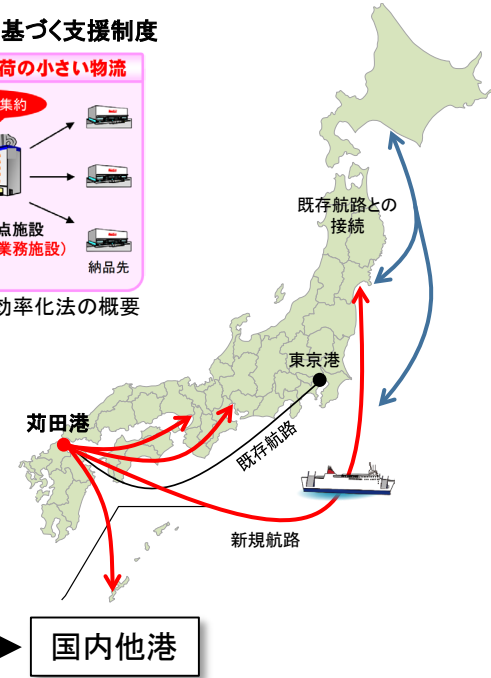 基づく支援制度
荷の小さい物流
集約
点施設
業務施設)
納品先
効率化法の概要
既存航路との
接続
東京港
苅田港
既存航路
新規航路
国内他港